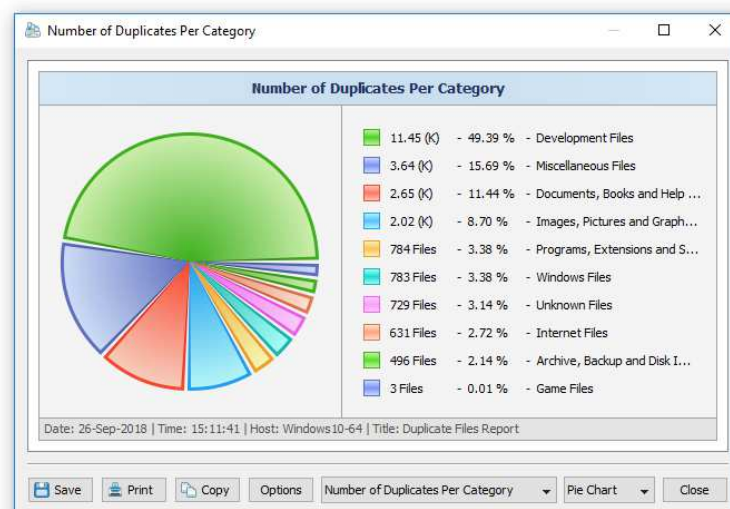 Number of Duplicates Per Category
Number of Duplicates Per Category
11.45 (K) - 49.39 % - Development Files
3.64 (K) - 15.69 % - Miscellaneous Files
2.65 (K) - 11.44 % - Documents, Books and Help ...
2.02 (K) - 8.70 % - Images, Pictures and Graph...
784 Files - 3.38 % - Programs, Extensions and S...
783 Files - 3.38 % - Windows Files
729 Files - 3.14 % - Unknown Files
631 Files - 2.72 % - Internet Files
496 Files - 2.14 % - Archive, Backup and Disk I...
3 Files - 0.01 % - Game Files
Date: 26-Sep-2018 | Time: 15:11:41 | Host: Windows10-64 | Title: Duplicate Files Report
Save Print Copy Options Number of Duplicates Per Category Pie Chart Close